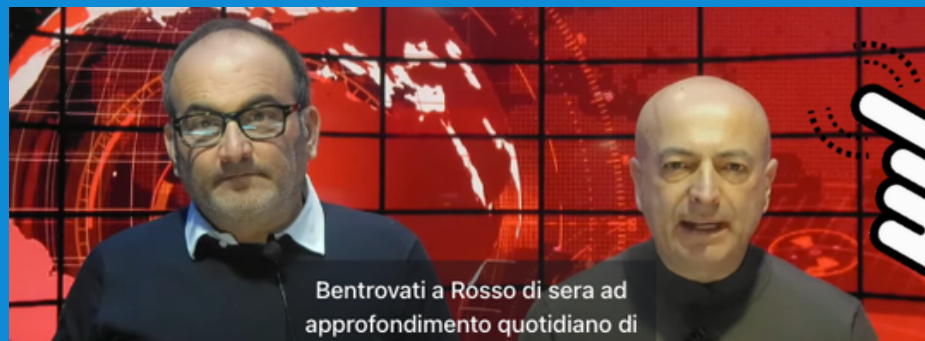 Bentrovati a Rosso di sera ad
approfondimento quotidiano di